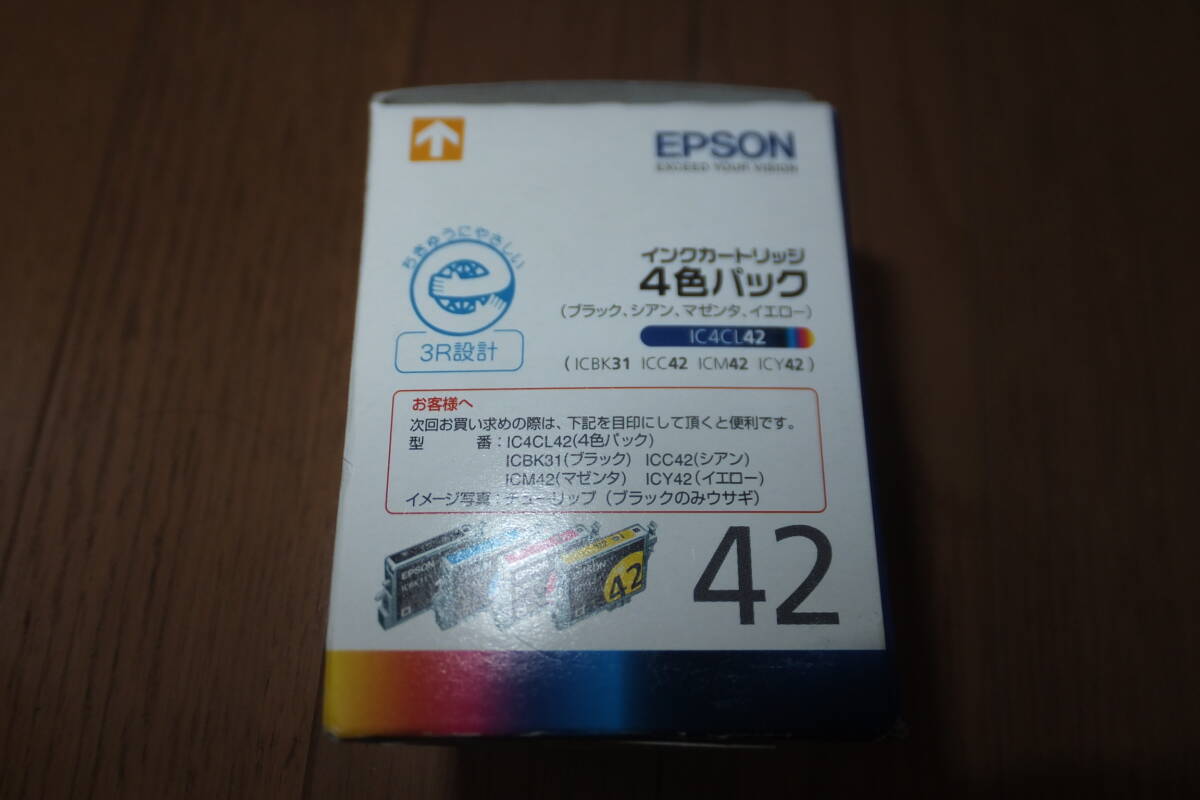 EPSON
EXCEED YOUR VISION
ちきゅうにやさしい
3R設計
インクカートリッジ
4色パック
(ブラック、シアン、マゼンタ、イエロー)
IC4CL42
(ICBK31 ICC42 ICM42 ICY42)
お客様へ
次回お買い求めの際は、下記を目印にして頂くと便利です。
型 番:IC4CL42(4色パック)
ICBK31(ブラック) ICC42(シアン)
ICM42(マゼンタ) ICY42(イエロー)
イメージ写真:チューリップ(ブラックのみウサギ)
EPSON
42
42